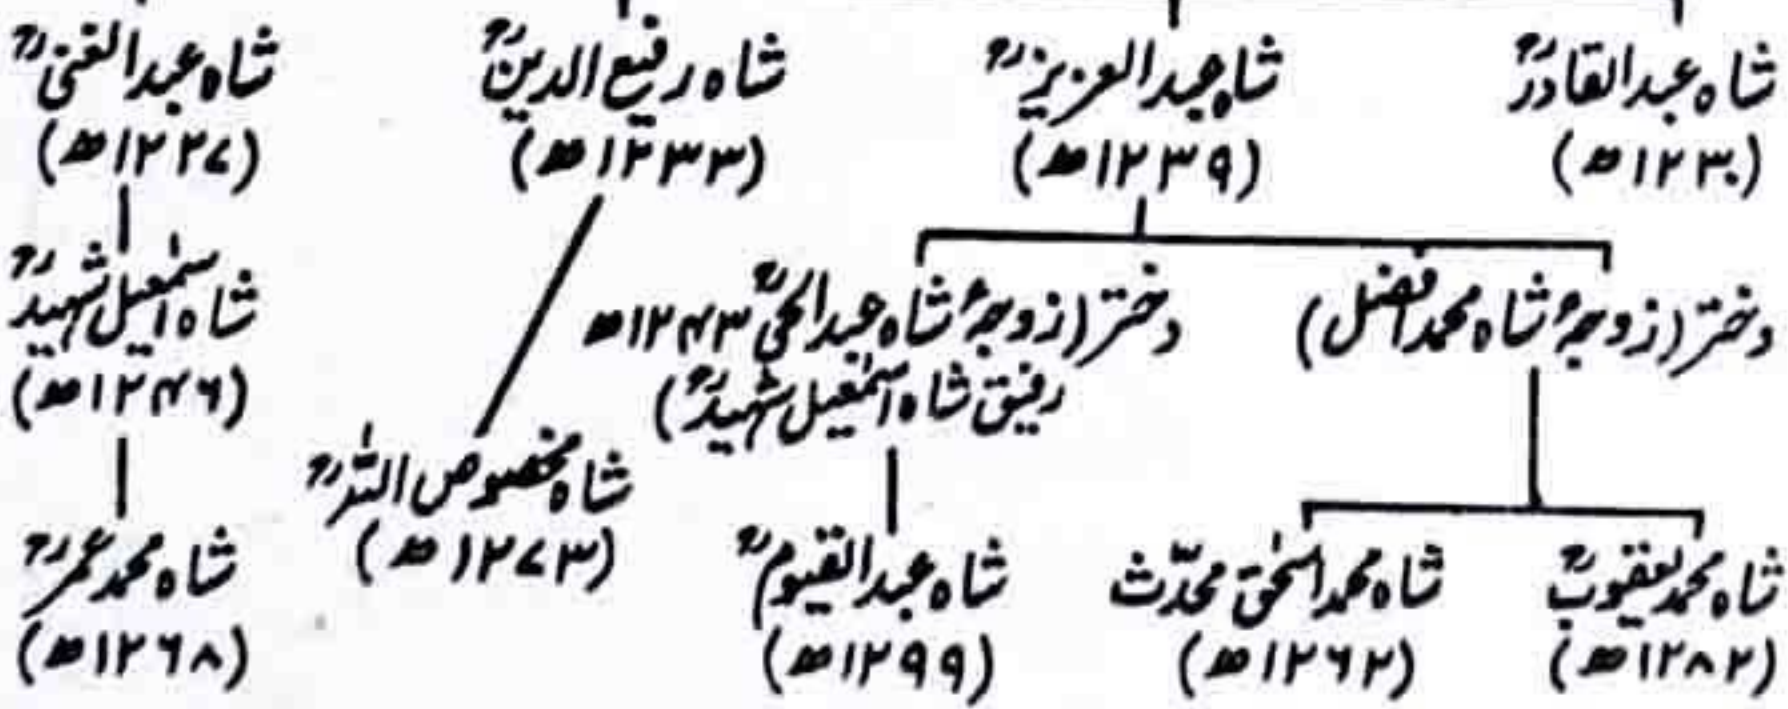 شاہ عبدالقادرؒ
(۱۲۳۰ھ)
شاہ عبدالعزیزؒ
(۱۲۳۹ھ)
شاہ رفیع الدینؒ
(۱۲۳۳ھ)
شاہ عبدالغنیؒ
(۱۲۲۷ھ)
دختر (زوجۂ شاہ محمد افضل)
دختر (زوجۂ شاہ عبدالحیؒ ۱۲۴۳ھ
رفیق شاہ اسمٰعیل شہیدؒ)
شاہ اسمٰعیل شہیدؒ
(۱۲۴۶ھ)
شاہ محمد یعقوبؒ
(۱۲۸۲ھ)
شاہ محمد اسحٰق محدّث
(۱۲۶۲ھ)
شاہ عبدالقیومؒ
(۱۲۹۹ھ)
شاہ مخصوص اللہؒ
(۱۲۷۳ھ)
شاہ محمد عمرؒ
(۱۲۶۸ھ)